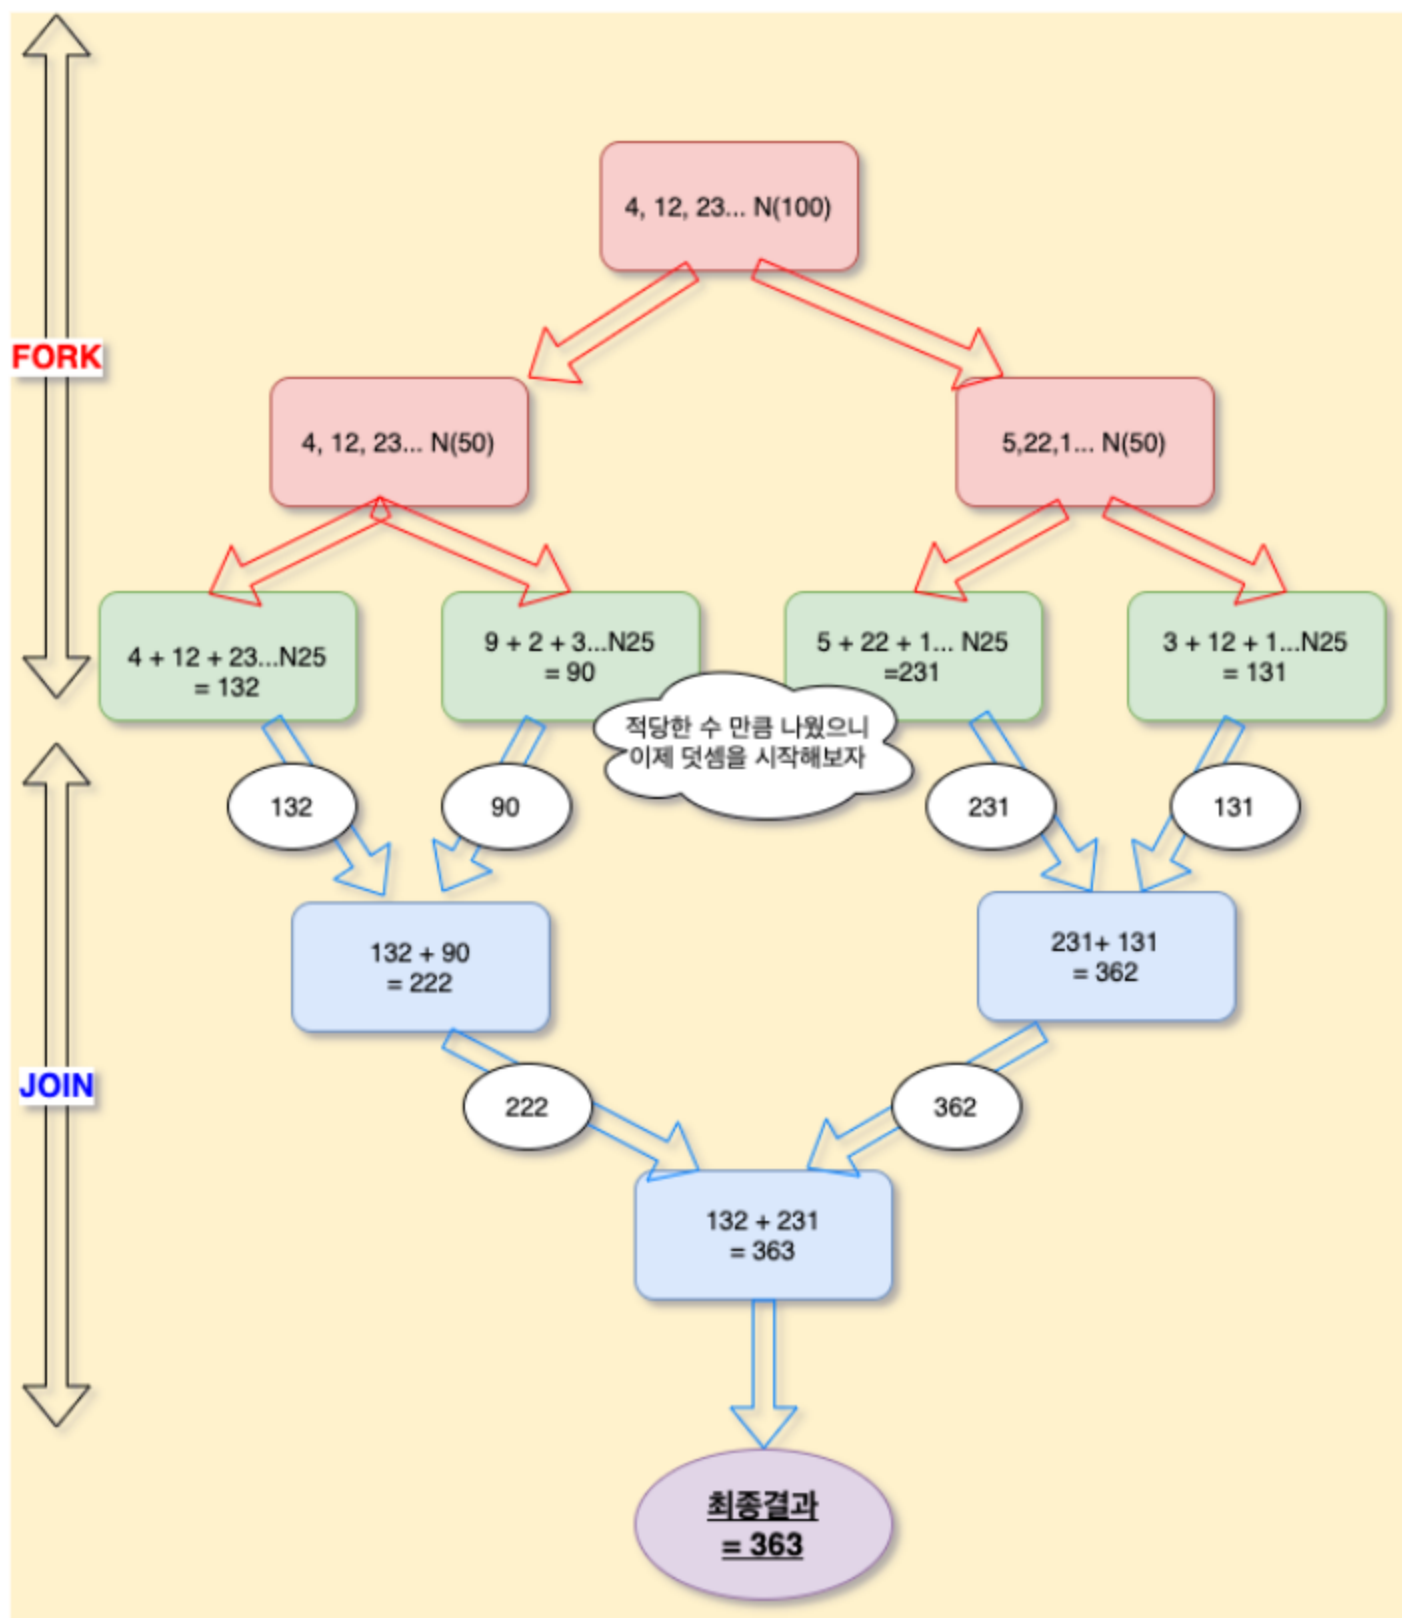 4, 12, 23... N(100)
FORK
4, 12, 23... N(50)
5,22,1... N(50)
4 + 12 + 23...N25
= 132
9 + 2 + 3...N25
= 90
5 + 22 + 1... N25
=231
3 + 12 + 1...N25
= 131
적당한 수 만큼 나눴으니
이제 덧셈을 시작해보자
132
90
231
131
132 + 90
= 222
231+ 131
= 362
JOIN
222
362
132 + 231
= 363
최종결과
= 363